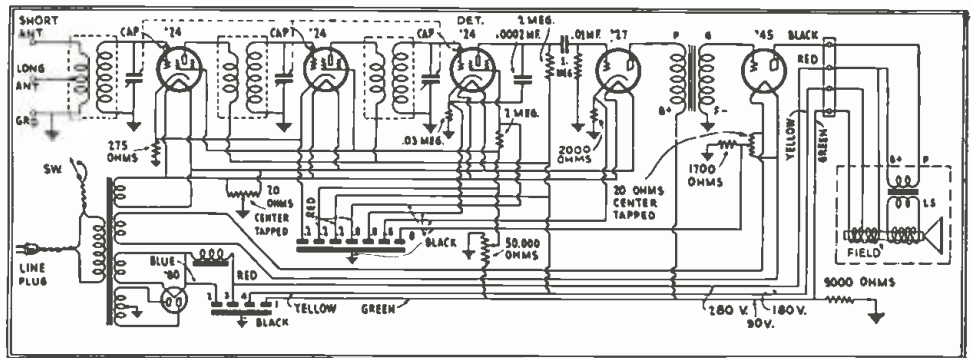 SHORT
ANT.
LONG
ANT
GR.
CAP.
'24
CAP.
'24
CAP.
DET.
'24
.0002 MF.
2 MEG.
.01 MF.
1
MEG
'27
P
G
B+
F-
'45
BLACK
RED
YELLOW
GREEN
275
OHMS
.03 MEG.
2 MEG.
2000
OHMS
1700
OHMS
20 OHMS
CENTER
TAPPED
B+
P
LS
FIELD
SW.
20
OHMS
CENTER
TAPPED
RED
BLACK
50,000
OHMS
LINE
PLUG
BLUE
'80
RED
YELLOW
GREEN
BLACK
280 V.
90V.
180 V.
9000 OHMS